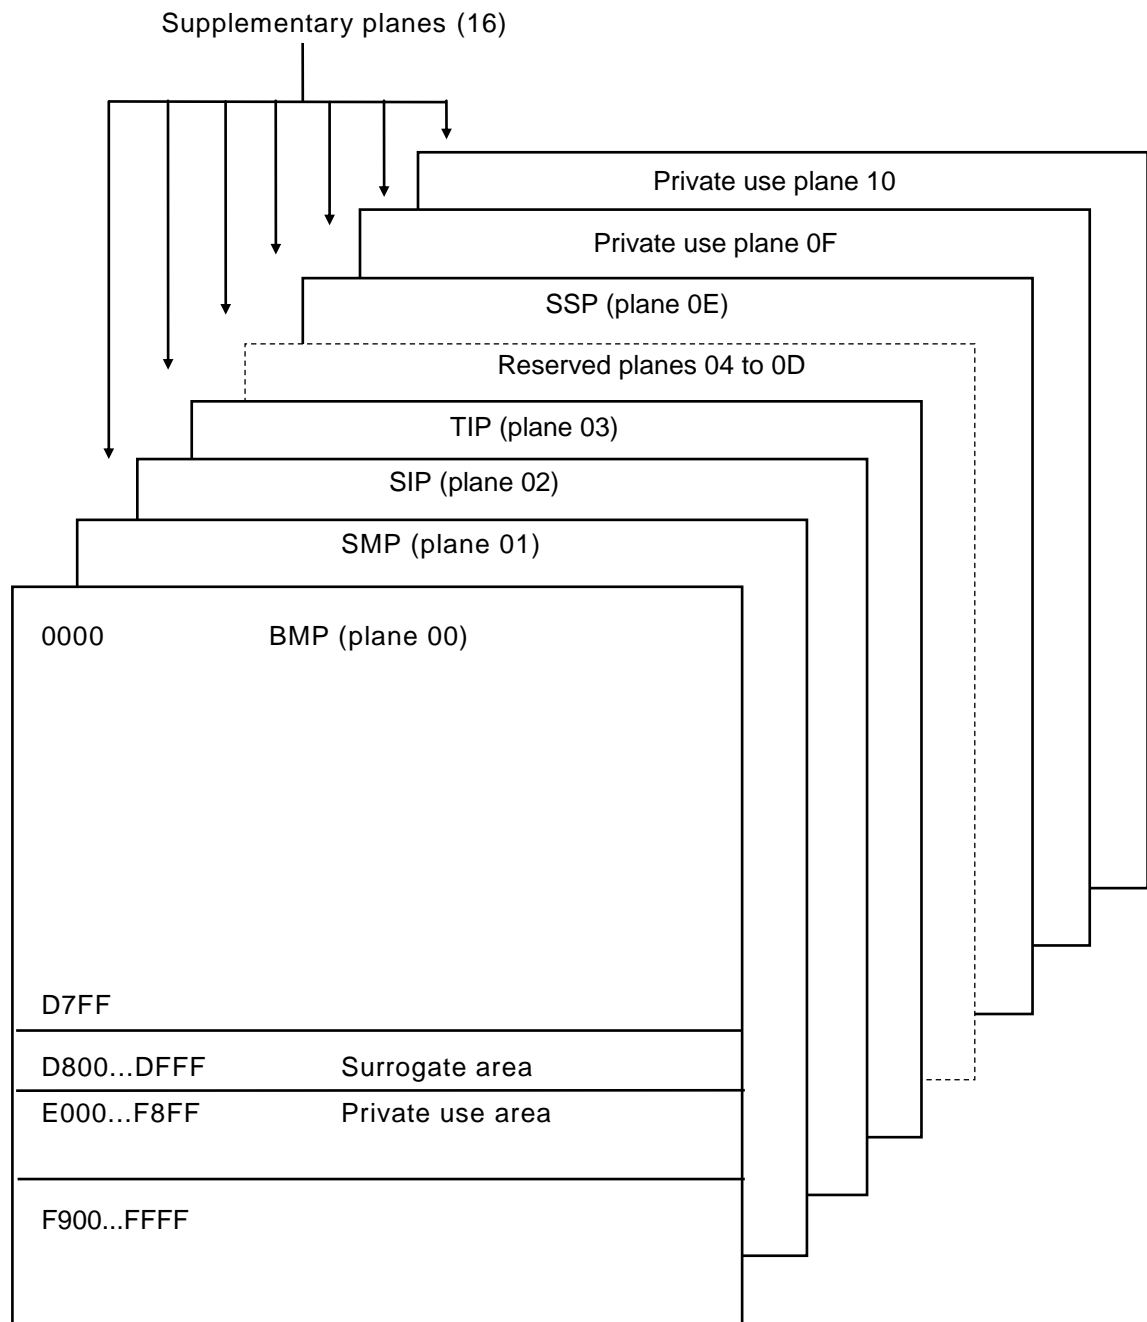 Supplementary planes (16)
Private use plane 10
Private use plane 0F
SSP (plane 0E)
Reserved planes 04 to 0D
TIP (plane 03)
SIP (plane 02)
SMP (plane 01)
0000 BMP (plane 00)
D7FF
D800...DFFF Surrogate area
E000...F8FF Private use area
F900...FFFF